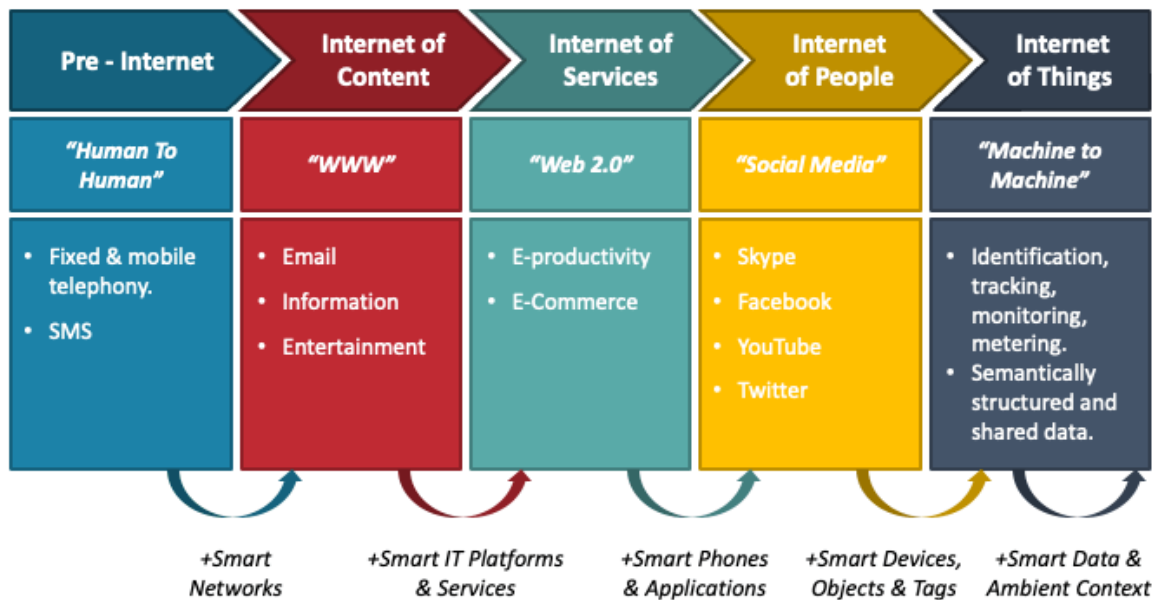 Pre - Internet
Internet of
Content
Internet of
Services
Internet
of People
Internet
of Things
“Human To
Human”
“WWW”
“Web 2.0”
“Social Media”
“Machine to
Machine”
• Fixed & mobile
telephony.
• SMS
• Email
• Information
• Entertainment
• E-productivity
• E-Commerce
• Skype
• Facebook
• YouTube
• Twitter
• Identification,
tracking,
monitoring,
metering.
• Semantically
structured and
shared data.
+Smart
Networks
+Smart IT Platforms
& Services
+Smart Phones
& Applications
+Smart Devices,
Objects & Tags
+Smart Data &
Ambient Context